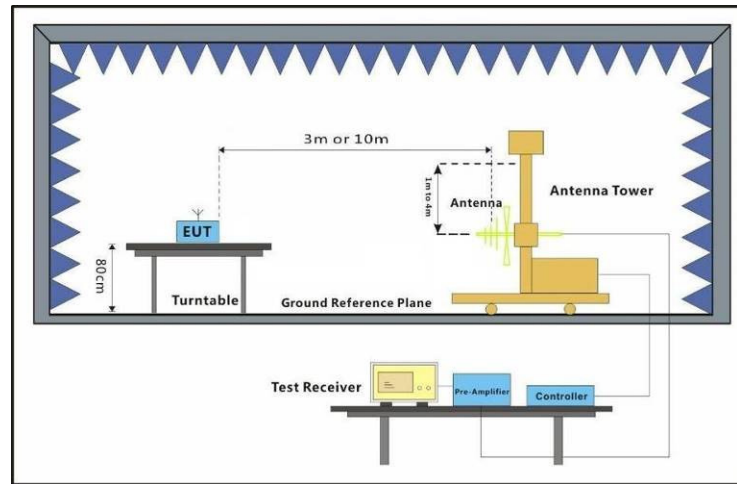 3m or 10m
1m to 4m
Antenna
Antenna Tower
EUT
80cm
Turntable
Ground Reference Plane
Test Receiver
Pre-Amplifier
Controller